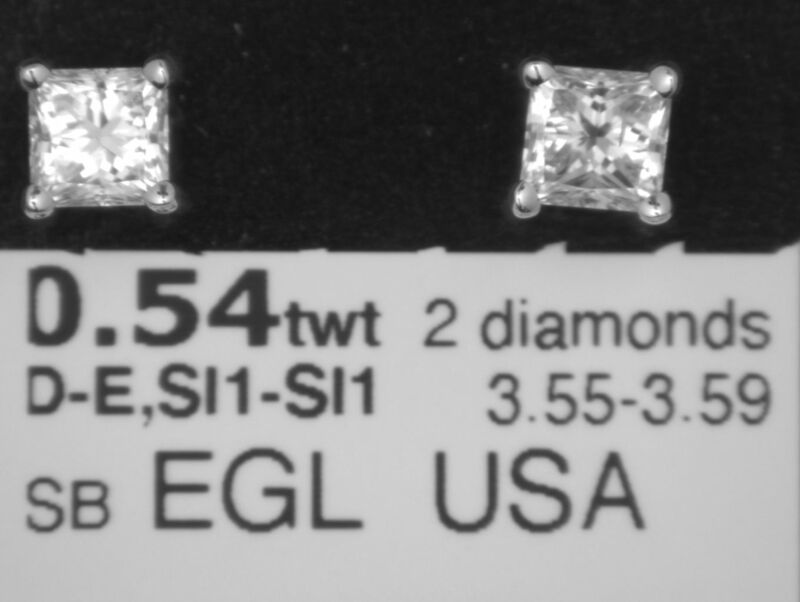 0.54twt 2 diamonds
D-E,SI1-SI1 3.55-3.59
SB EGL USA